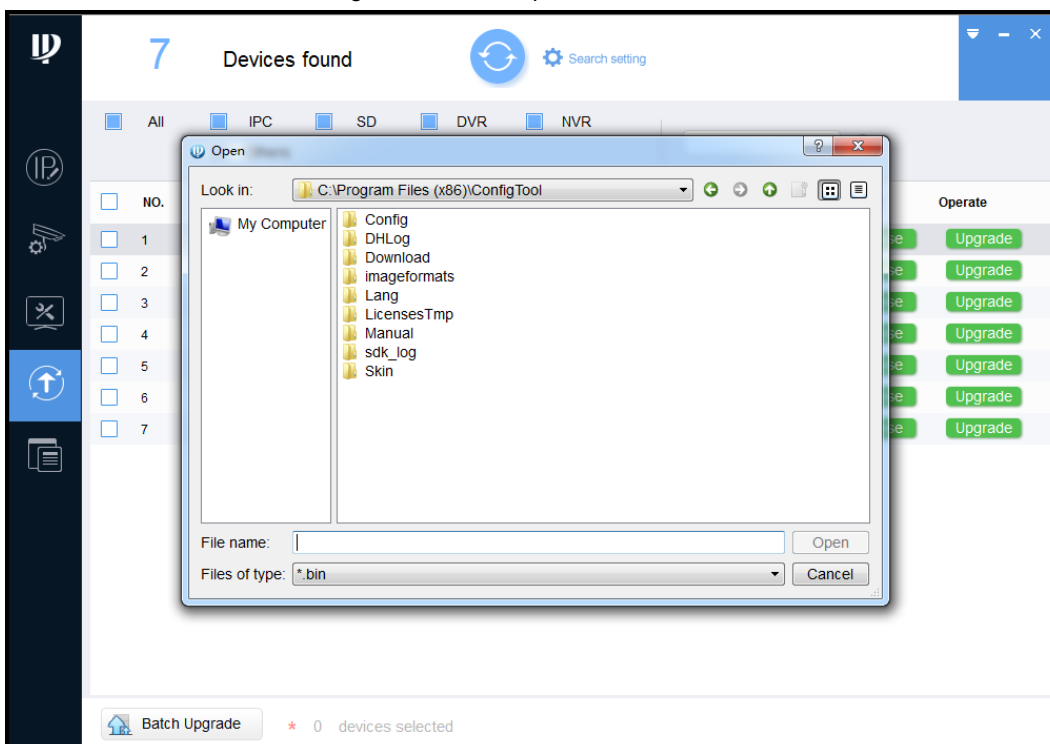 7 Devices found Search setting
All IPC SD DVR NVR
Open
Look in: C:\Program Files (x86)\ConfigTool
My Computer
Config
DHLog
Download
imageformats
Lang
LicensesTmp
Manual
sdk_log
Skin
NO. Operate
1 Upgrade
2 Upgrade
3 Upgrade
4 Upgrade
5 Upgrade
6 Upgrade
7 Upgrade
File name: Open
Files of type: *.bin Cancel
Batch Upgrade * 0 devices selected